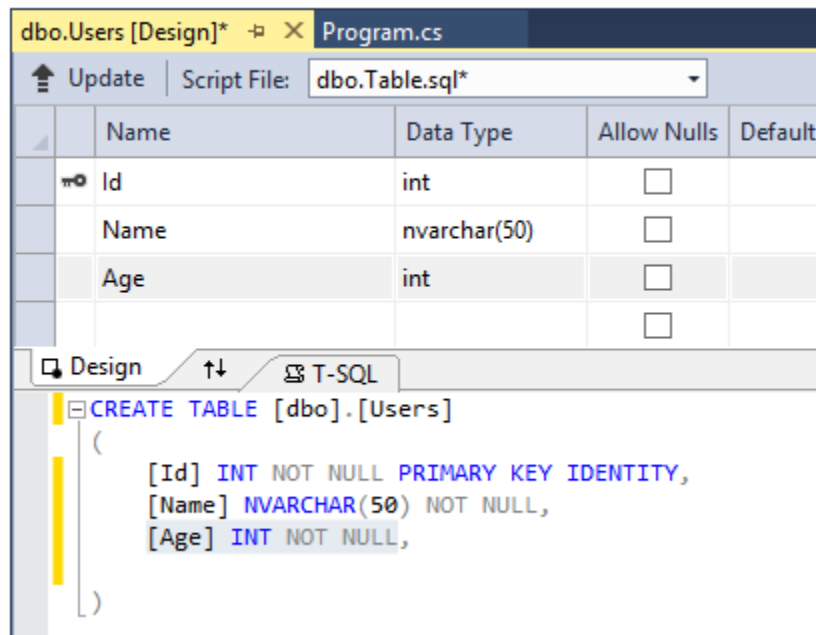 dbo.Users [Design]* Program.cs
Update Script File: dbo.Table.sql*
Name Data Type Allow Nulls Default
Id int
Name nvarchar(50)
Age int
Design T-SQL
CREATE TABLE [dbo].[Users]
(
[Id] INT NOT NULL PRIMARY KEY IDENTITY,
[Name] NVARCHAR(50) NOT NULL,
[Age] INT NOT NULL,
)